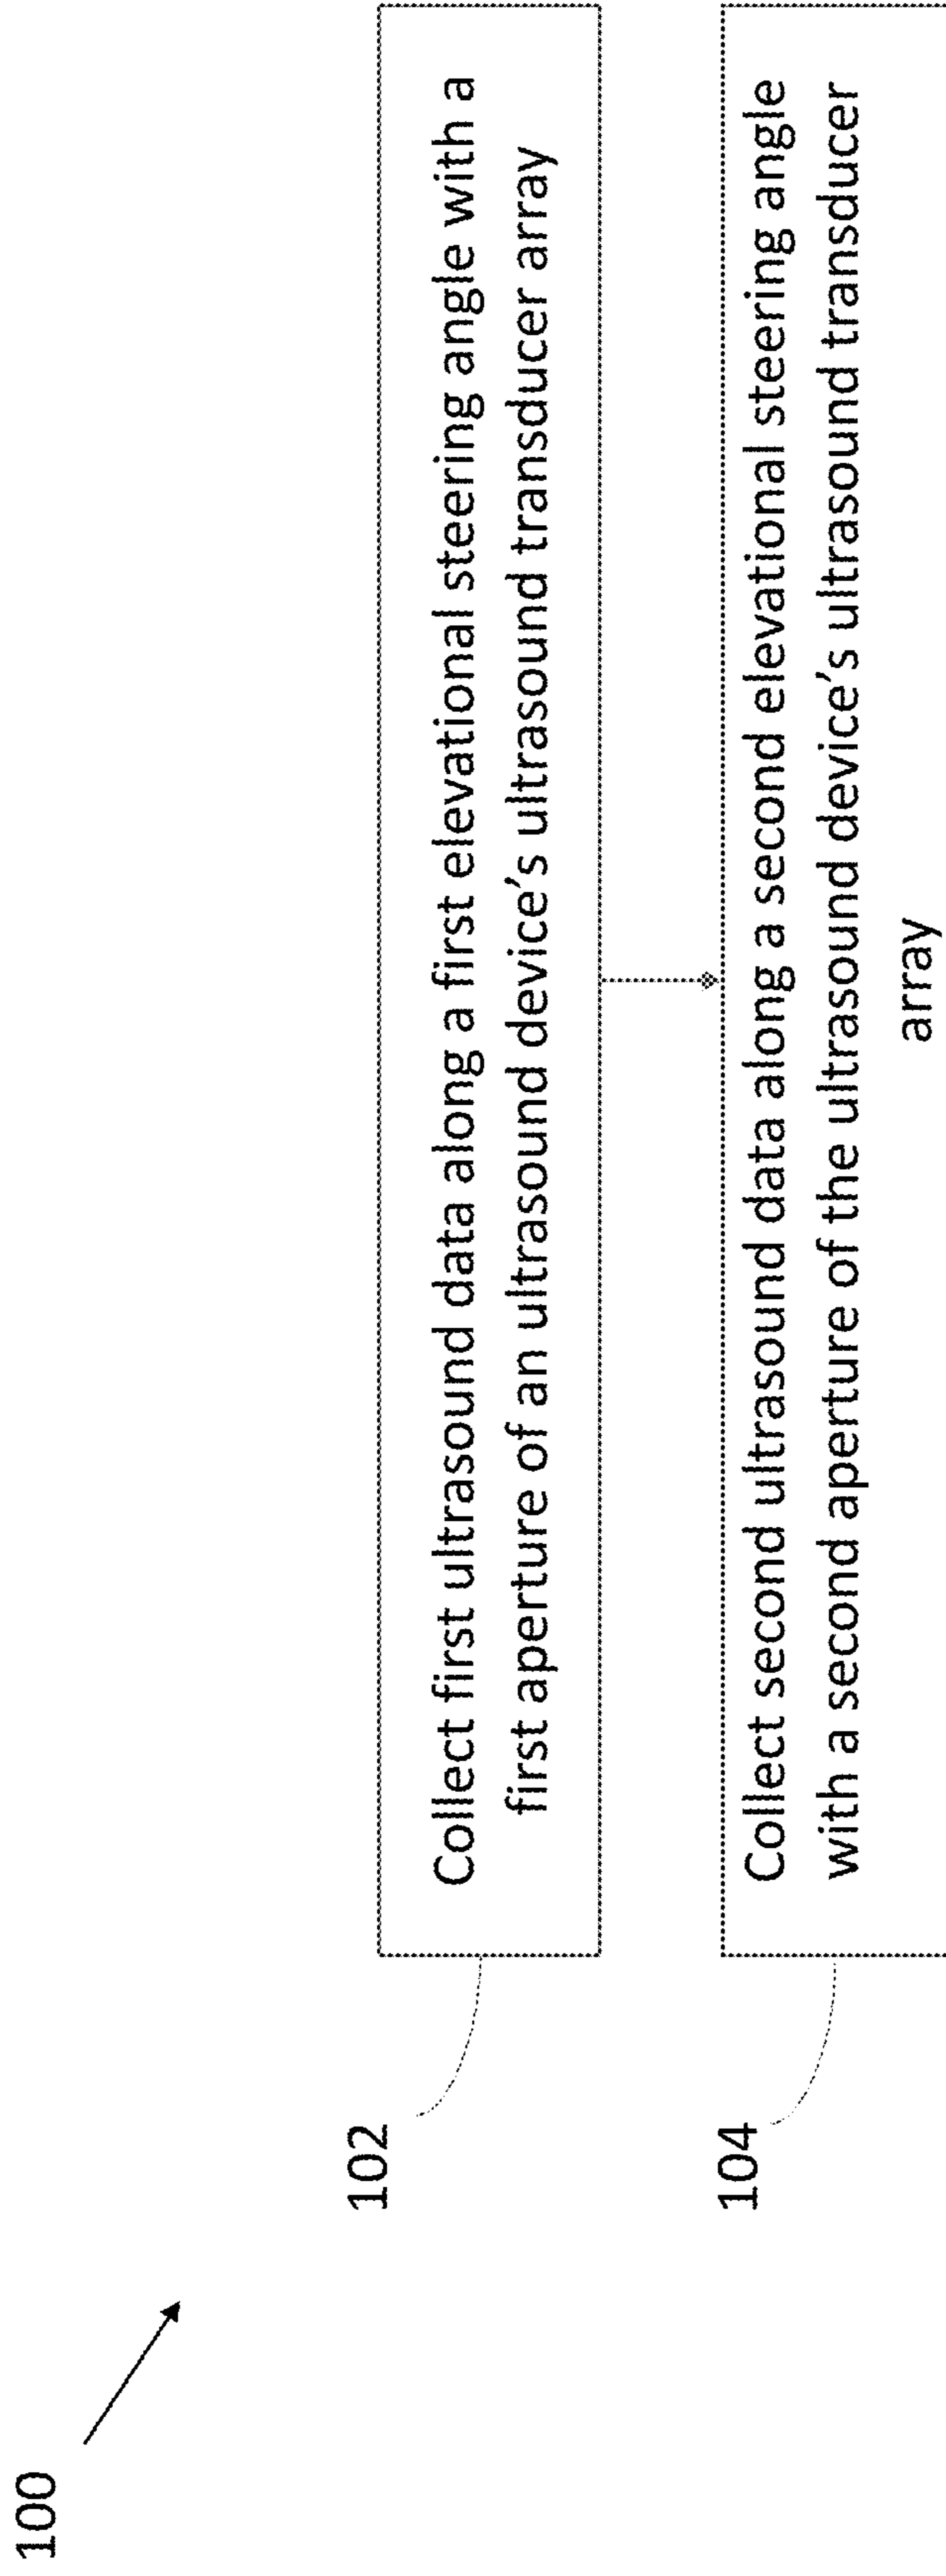 100
102
Collect first ultrasound data along a first elevational steering angle with a
first aperture of an ultrasound device’s ultrasound transducer array
104
Collect second ultrasound data along a second elevational steering angle
with a second aperture of the ultrasound device’s ultrasound transducer
array